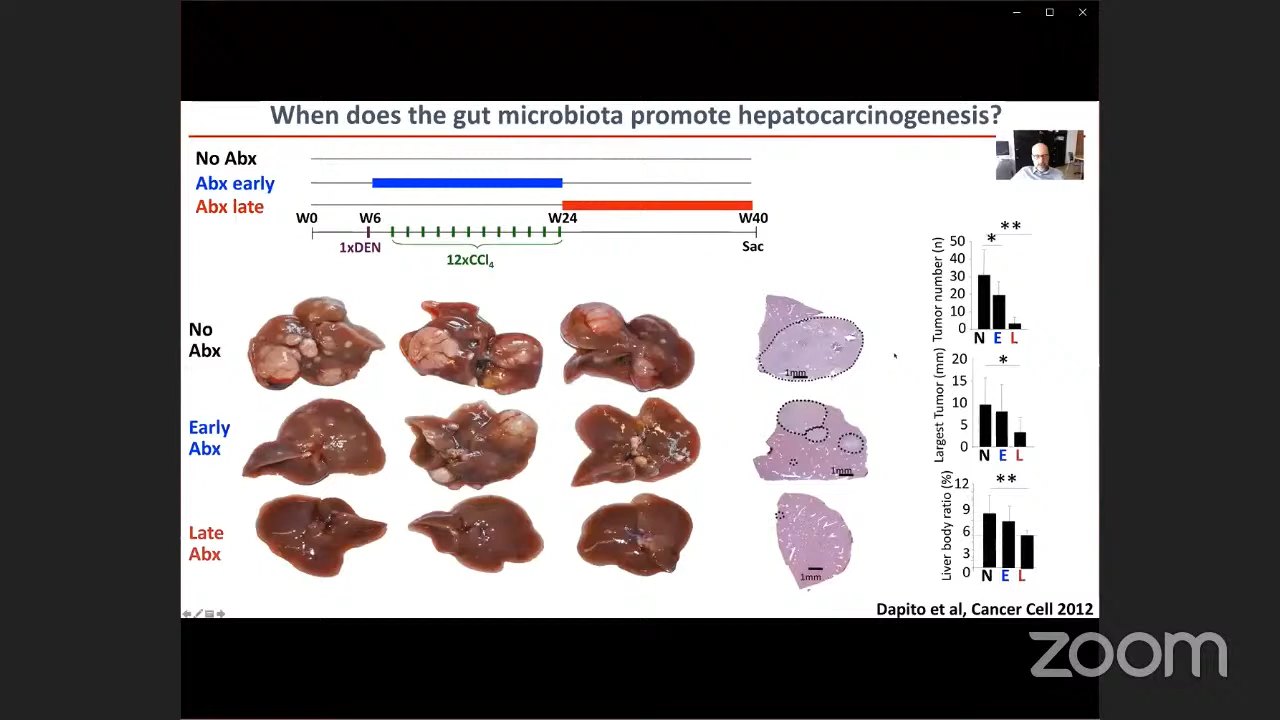 When does the gut microbiota promote hepatocarcinogenesis?
No Abx
Abx early
Abx late
W0 W6 W24 W40
1xDEN Sac
12xCCl4
No
Abx
1mm
Early
Abx
1mm
Late
Abx
1mm
Tumor number (n)
50
40
30
20
10
0
* **
N E L
Largest Tumor (mm)
20
15
10
5
0
*
N E L
Liver body ratio (%)
12
9
6
3
0
**
N E L
Dapito et al, Cancer Cell 2012
zoom